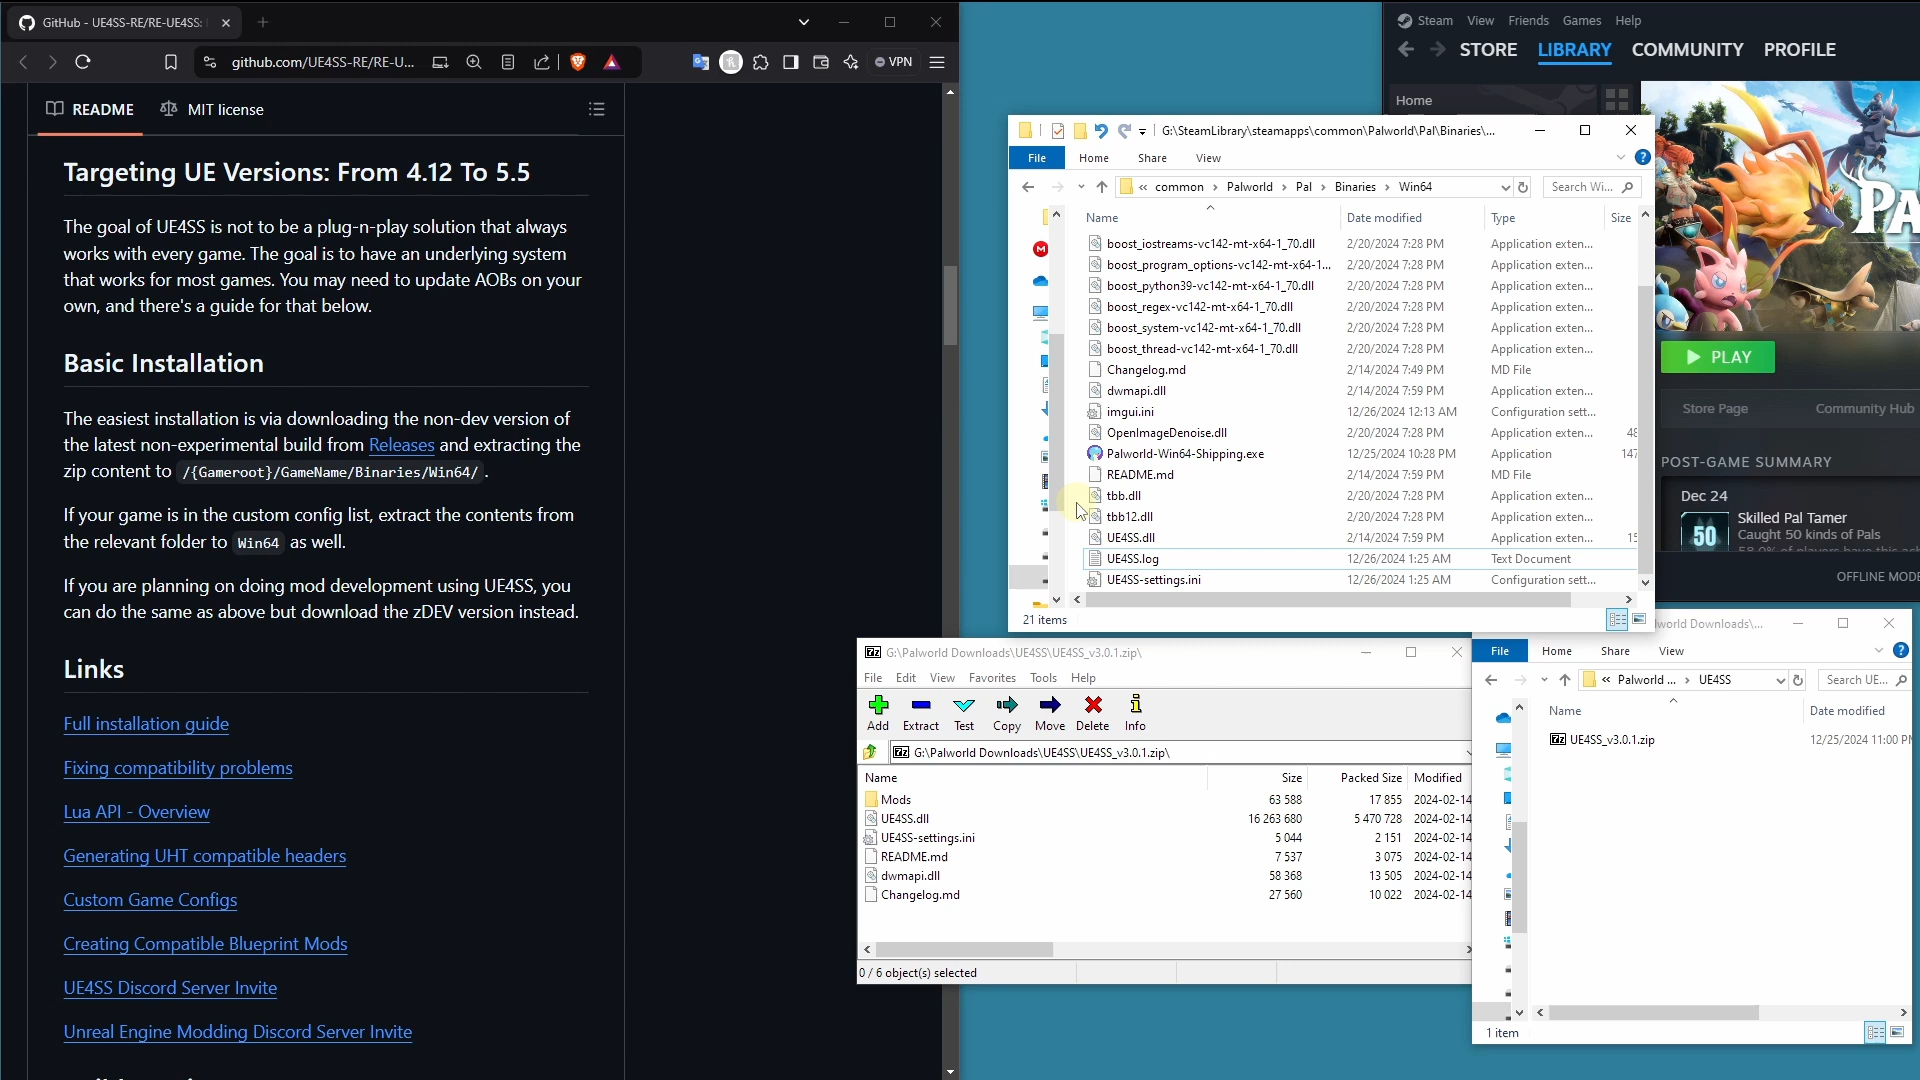 GitHub - UE4SS-RE/RE-UE4SS:
github.com/UE4SS-RE/RE-U...
VPN
README
MIT license
Targeting UE Versions: From 4.12 To 5.5
The goal of UE4SS is not to be a plug-n-play solution that always
works with every game. The goal is to have an underlying system
that works for most games. You may need to update AOBs on your
own, and there's a guide for that below.
Basic Installation
The easiest installation is via downloading the non-dev version of
the latest non-experimental build from Releases and extracting the
zip content to /{Gameroot}/GameName/Binaries/Win64/ .
If your game is in the custom config list, extract the contents from
the relevant folder to Win64 as well.
If you are planning on doing mod development using UE4SS, you
can do the same as above but download the zDEV version instead.
Links
Full installation guide
Fixing compatibility problems
Lua API - Overview
Generating UHT compatible headers
Custom Game Configs
Creating Compatible Blueprint Mods
UE4SS Discord Server Invite
Unreal Engine Modding Discord Server Invite
Steam View Friends Games Help
STORE LIBRARY COMMUNITY PROFILE
Home
PA
PLAY
Store Page Community Hub
POST-GAME SUMMARY
Dec 24
50
Skilled Pal Tamer
Caught 50 kinds of Pals
OFFLINE MODE
G:\SteamLibrary\steamapps\common\Palworld\Pal\Binaries\...
File Home Share View
« common › Palworld › Pal › Binaries › Win64
Search Wi...
Name Date modified Type Size
boost_iostreams-vc142-mt-x64-1_70.dll 2/20/2024 7:28 PM Application exten...
boost_program_options-vc142-mt-x64-1... 2/20/2024 7:28 PM Application exten...
boost_python39-vc142-mt-x64-1_70.dll 2/20/2024 7:28 PM Application exten...
boost_regex-vc142-mt-x64-1_70.dll 2/20/2024 7:28 PM Application exten...
boost_system-vc142-mt-x64-1_70.dll 2/20/2024 7:28 PM Application exten...
boost_thread-vc142-mt-x64-1_70.dll 2/20/2024 7:28 PM Application exten...
Changelog.md 2/14/2024 7:49 PM MD File
dwmapi.dll 2/14/2024 7:59 PM Application exten...
imgui.ini 12/26/2024 12:13 AM Configuration sett...
OpenImageDenoise.dll 2/20/2024 7:28 PM Application exten... 48
Palworld-Win64-Shipping.exe 12/25/2024 10:28 PM Application 147
README.md 2/14/2024 7:59 PM MD File
tbb.dll 2/20/2024 7:28 PM Application exten...
tbb12.dll 2/20/2024 7:28 PM Application exten...
UE4SS.dll 2/14/2024 7:59 PM Application exten... 15
UE4SS.log 12/26/2024 1:25 AM Text Document
UE4SS-settings.ini 12/26/2024 1:25 AM Configuration sett...
21 items
G:\Palworld Downloads\UE4SS\UE4SS_v3.0.1.zip\
File Edit View Favorites Tools Help
Add Extract Test Copy Move Delete Info
G:\Palworld Downloads\UE4SS\UE4SS_v3.0.1.zip\
Name Size Packed Size Modified
Mods 63 588 17 855 2024-02-14
UE4SS.dll 16 263 680 5 470 728 2024-02-14
UE4SS-settings.ini 5 044 2 151 2024-02-14
README.md 7 537 3 075 2024-02-14
dwmapi.dll 58 368 13 505 2024-02-14
Changelog.md 27 560 10 022 2024-02-14
0 / 6 object(s) selected
world Downloads\...
File Home Share View
« Palworld ... › UE4SS
Search UE...
Name Date modified
UE4SS_v3.0.1.zip 12/25/2024 11:00 PM
1 item